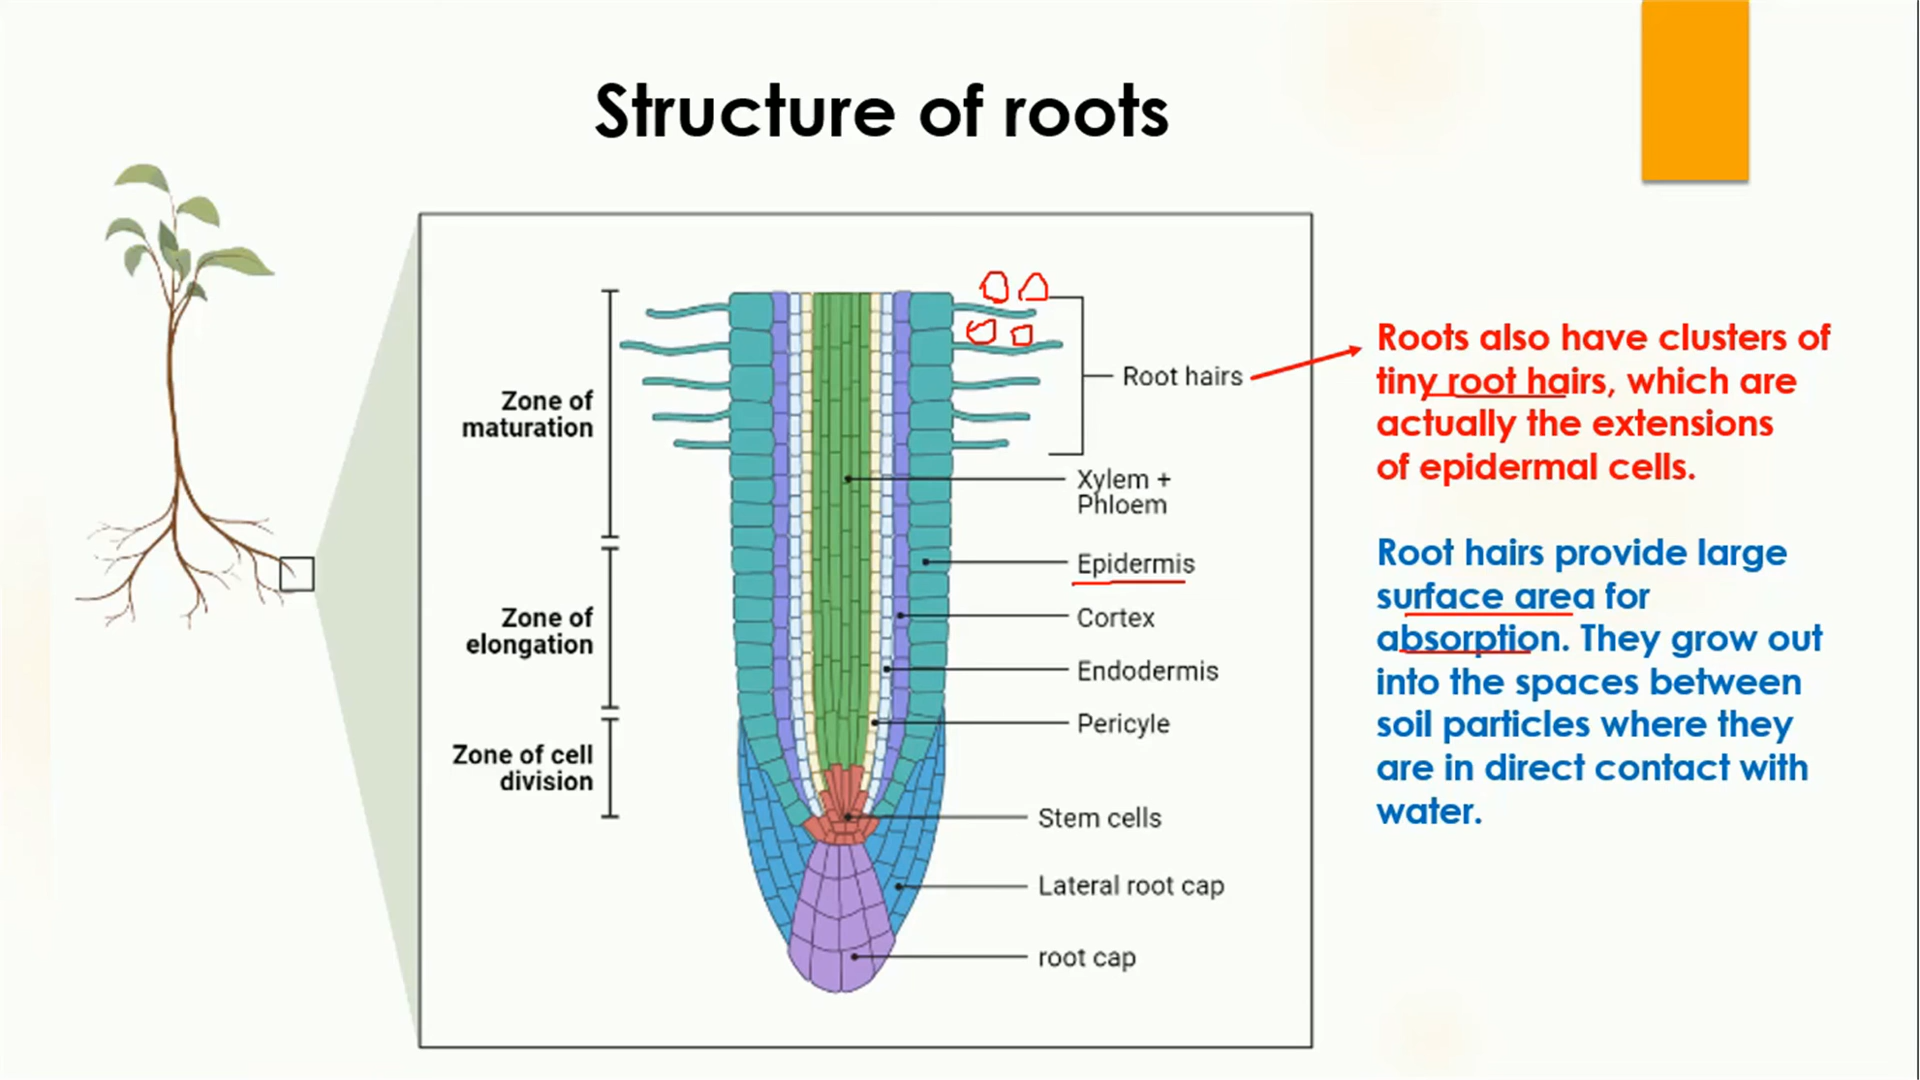 Structure of roots
Zone of
maturation
Zone of
elongation
Zone of cell
division
Root hairs
Xylem +
Phloem
Epidermis
Cortex
Endodermis
Pericyle
Stem cells
Lateral root cap
root cap
Roots also have clusters of
tiny root hairs, which are
actually the extensions
of epidermal cells.
Root hairs provide large
surface area for
absorption. They grow out
into the spaces between
soil particles where they
are in direct contact with
water.